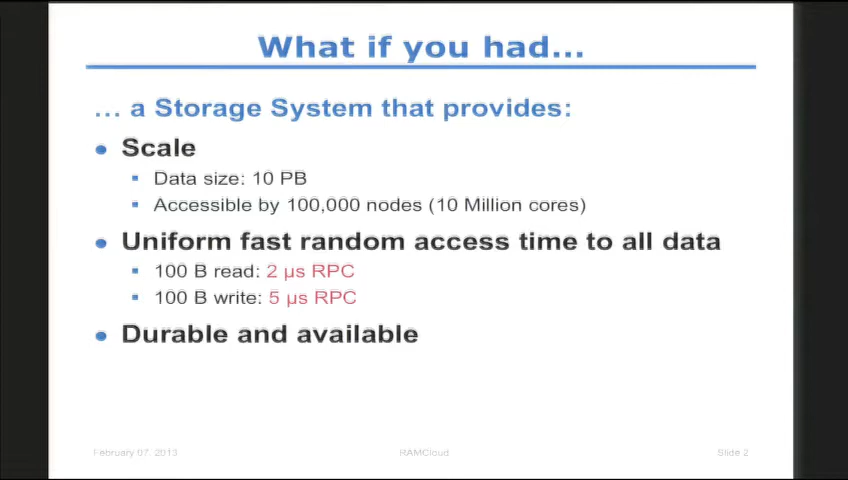 What if you had…
… a Storage System that provides:
Scale
Data size: 10 PB
Accessible by 100,000 nodes (10 Million cores)
Uniform fast random access time to all data
100 B read: 2 µs RPC
100 B write: 5 µs RPC
Durable and available
February 07, 2013 RAMCloud Slide 2